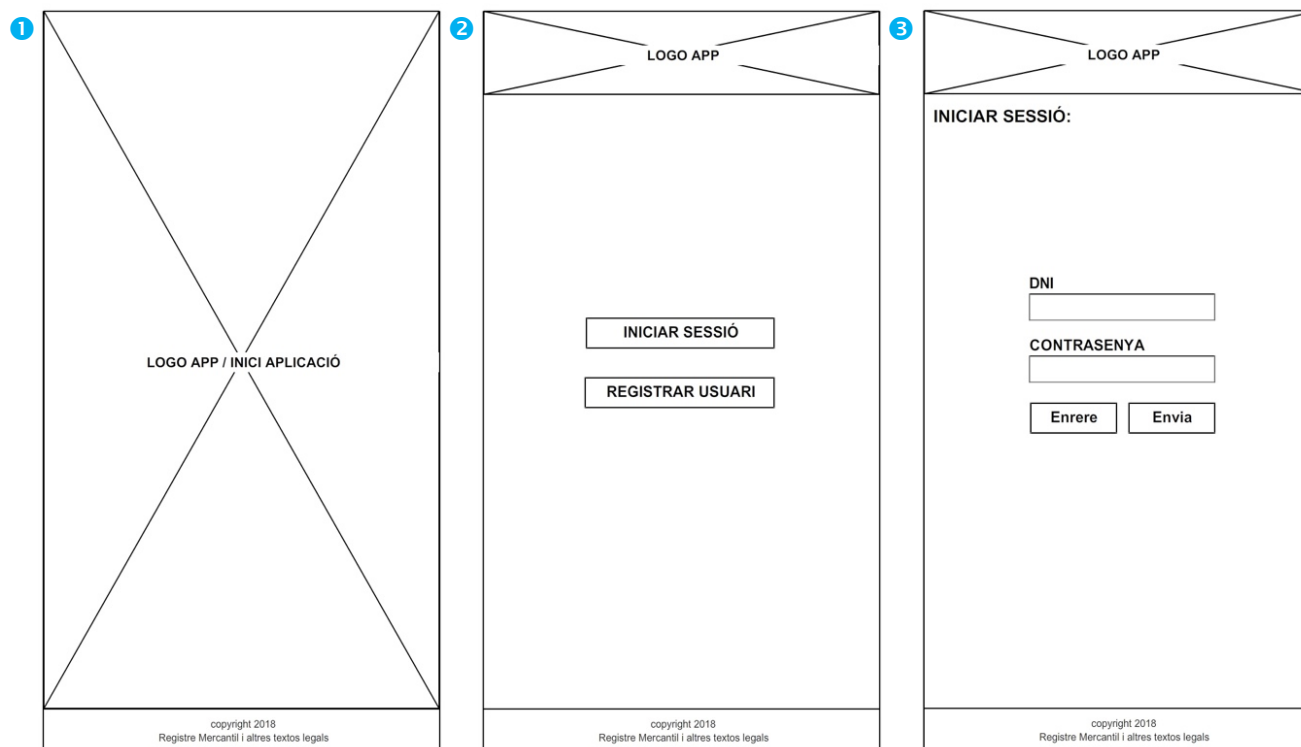 1
LOGO APP / INICI APLICACIÓ
copyright 2018
Registre Mercantil i altres textos legals
2
LOGO APP
INICIAR SESSIÓ
REGISTRAR USUARI
copyright 2018
Registre Mercantil i altres textos legals
3
LOGO APP
INICIAR SESSIÓ:
DNI
CONTRASENYA
Enrere Envia
copyright 2018
Registre Mercantil i altres textos legals